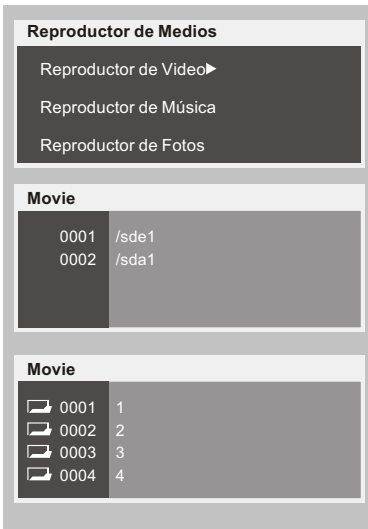 Reproductor de Medios
Reproductor de Video▶
Reproductor de Música
Reproductor de Fotos
Movie
0001 /sde1
0002 /sda1
Movie
0001 1
0002 2
0003 3
0004 4